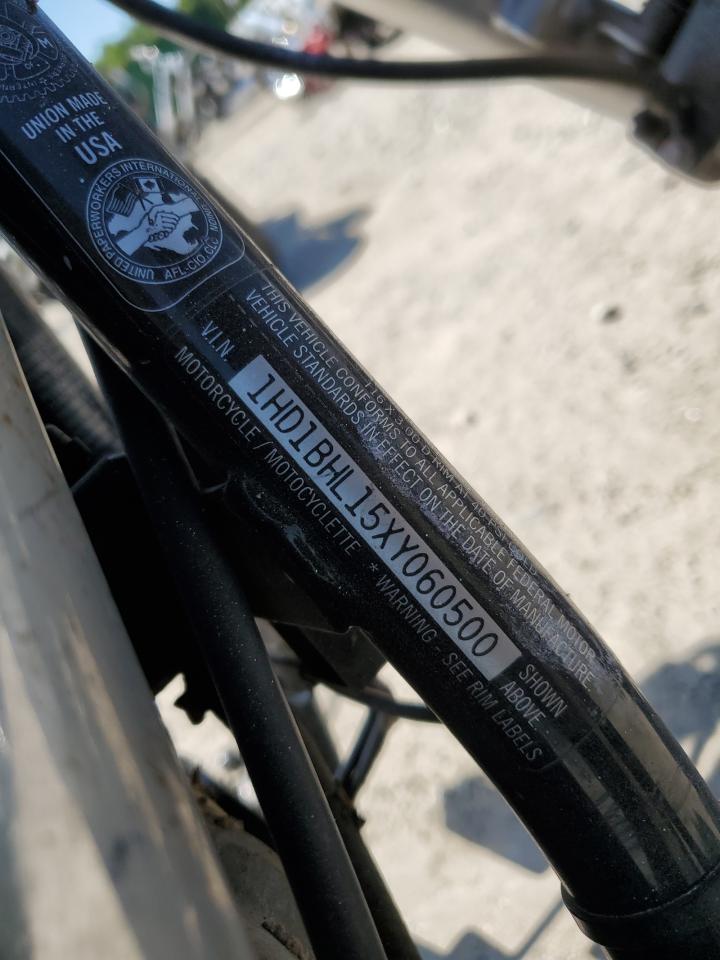 UNION MADE
IN THE
USA
UNITED PAPERWORKERS INTERNATIONAL UNION
AFL-CIO, CLC
THIS VEHICLE CONFORMS TO ALL APPLICABLE FEDERAL MOTOR
VEHICLE STANDARDS IN EFFECT ON THE DATE OF MANUFACTURE
V.I.N
1HD1BHL15XY060500
SHOWN
ABOVE
MOTORCYCLE / MOTOCYCLETTE * WARNING - SEE RIM LABELS